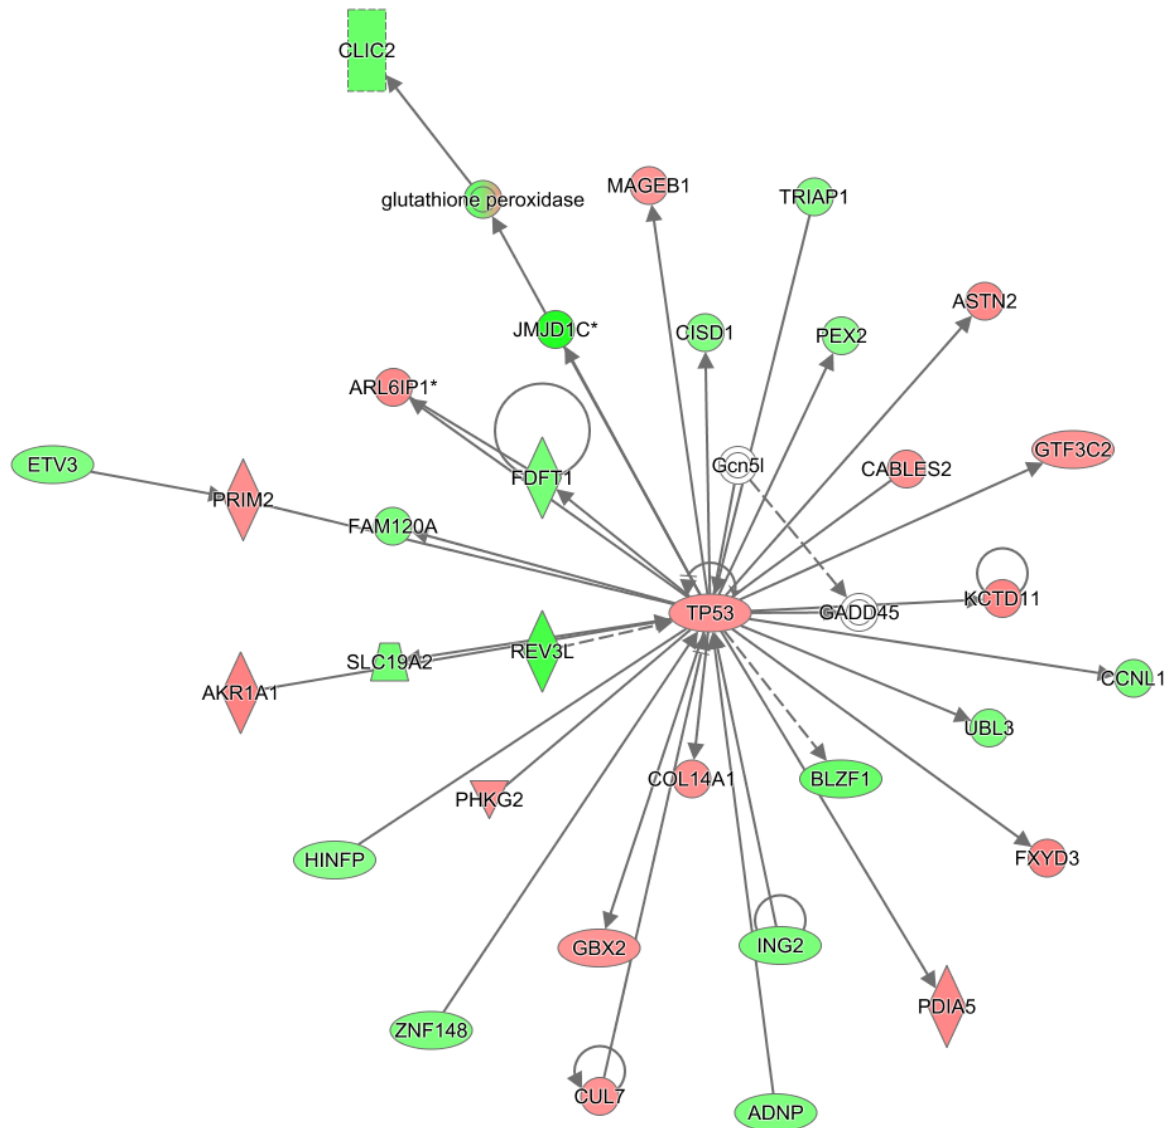 CLIC2
glutathione peroxidase
MAGEB1
TRIAP1
ASTN2
JMJD1C*
CISD1
PEX2
ARL6IP1*
GTF3C2
ETV3
Gcn5l
CABLES2
FDFT1
PRIM2
FAM120A
KCTD11
TP53
GADD45
REV3L
SLC19A2
CCNL1
AKR1A1
UBL3
COL14A1
BLZF1
PHKG2
HINFP
FXYD3
GBX2
ING2
PDIA5
ZNF148
CUL7
ADNP